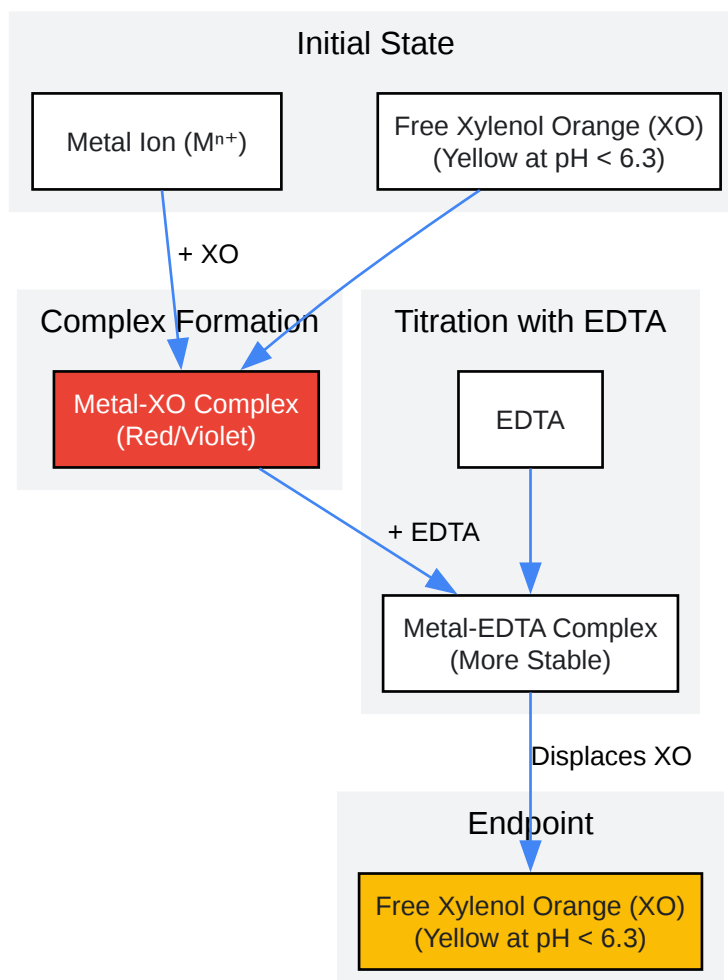 Initial State
Metal Ion (Mⁿ⁺)
Free Xylenol Orange (XO)
(Yellow at pH < 6.3)
+ XO
Complex Formation
Titration with EDTA
Metal-XO Complex
(Red/Violet)
EDTA
+ EDTA
Metal-EDTA Complex
(More Stable)
Displaces XO
Endpoint
Free Xylenol Orange (XO)
(Yellow at pH < 6.3)